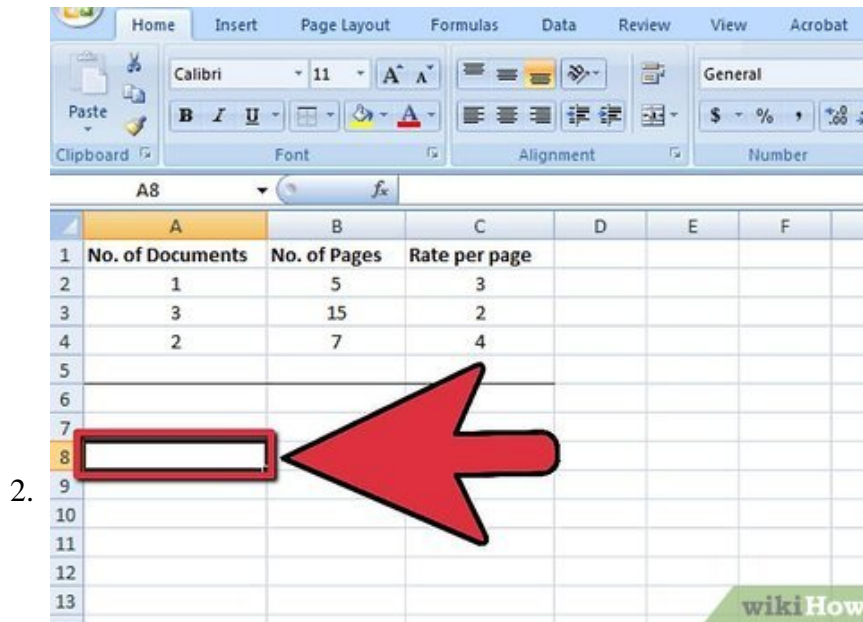 Home Insert Page Layout Formulas Data Review View Acrobat
Calibri 11 A A General
Paste B I U A $ % , .00
Clipboard Font Alignment Number
A8 fx
A B C D E F
1 No. of Documents No. of Pages Rate per page
2 1 5 3
3 3 15 2
4 2 7 4
5
6
7
8
2. 9
10
11
12
13
wikiHow